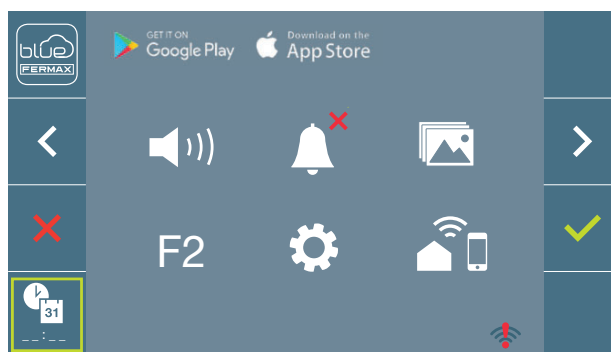 blue
FERMAX
GET IT ON
Google Play
Download on the
App Store
F2
31
_ _ : _ _